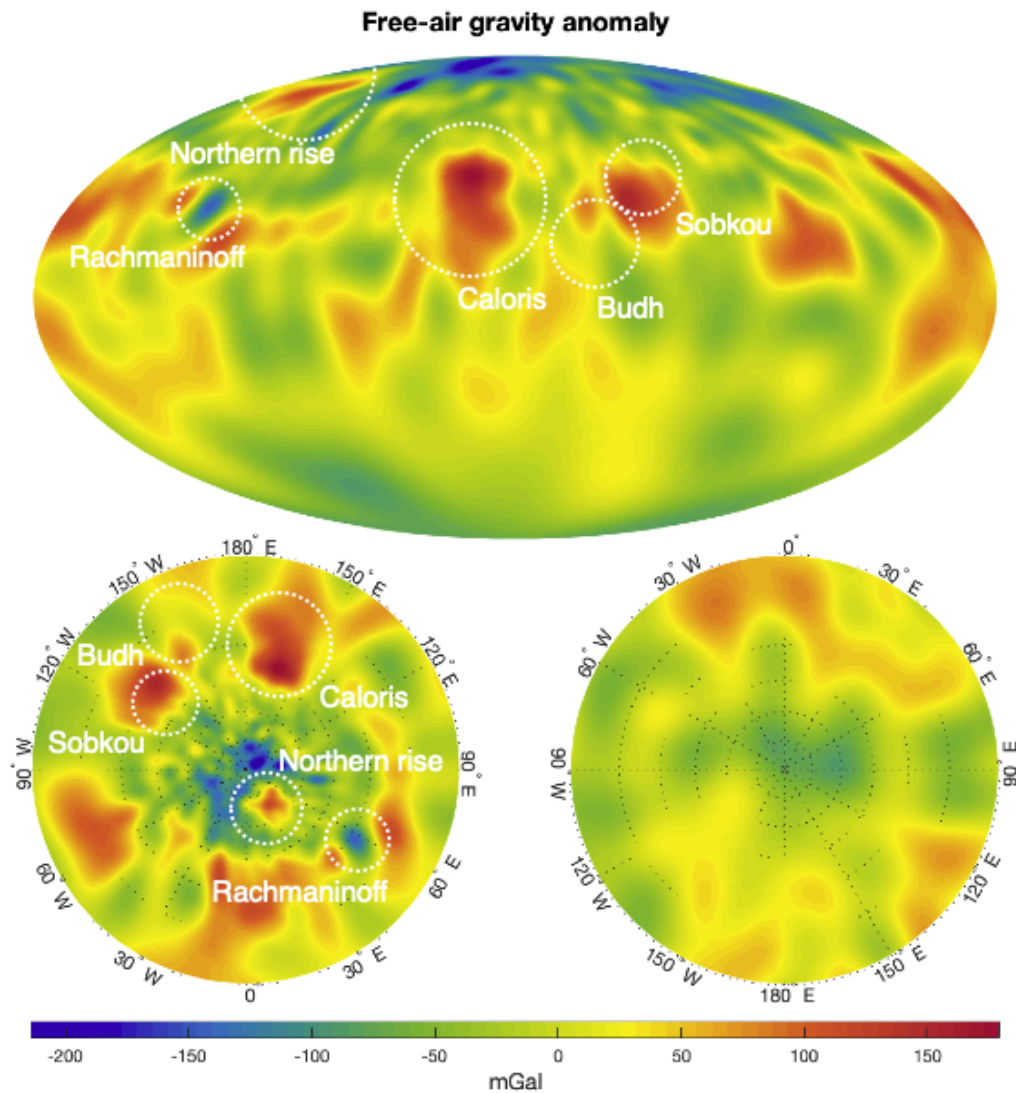 Free-air gravity anomaly
Northern rise
Rachmaninoff
Sobkou
Caloris
Budh
180° E
150° W
150° E
120° W
120° E
Budh
Caloris
Sobkou
Northern rise
90° W
90° E
Rachmaninoff
60° W
60° E
30° W
30° E
0°
0°
30° W
30° E
60° W
60° E
90° W
90° E
120° W
120° E
150° W
150° E
180° E
-200 -150 -100 -50 0 50 100 150
mGal